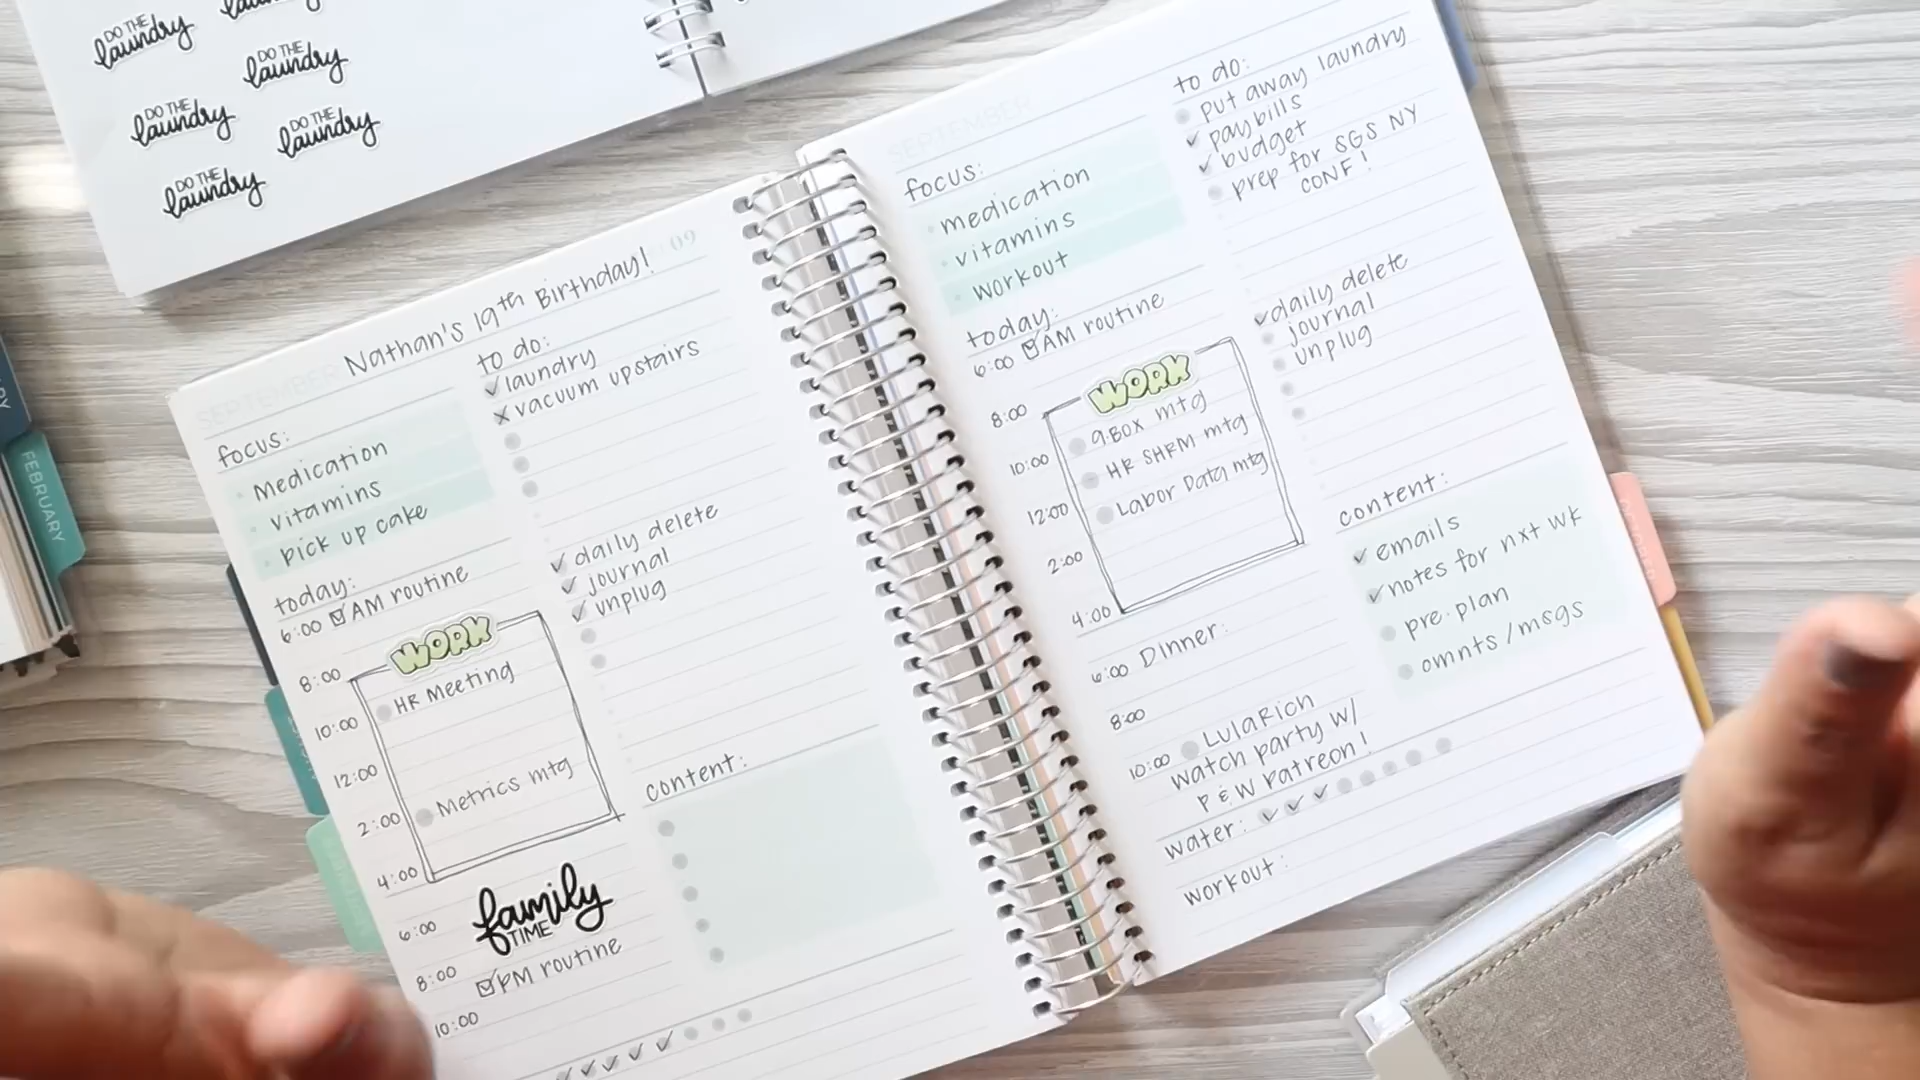 DO THE
laundry
DO THE
laundry
DO THE
laundry
DO THE
laundry
DO THE
laundry
FEBRUARY
SEPTEMBER
Nathan's 19th Birthday!
09
focus:
Medication
vitamins
pick up cake
today:
6:00 AM routine
8:00
WORK
HR Meeting
10:00
12:00
Metrics mtg
2:00
4:00
family
TIME
6:00
8:00
PM routine
10:00
to do:
✓ laundry
x vacuum upstairs
✓ daily delete
✓ journal
✓ unplug
content:
SEPTEMBER
focus:
medication
vitamins
workout
today:
6:00 AM routine
8:00
WORK
9-BOX mtg
HR SHRM mtg
10:00
Labor Data mtg
12:00
2:00
4:00
6:00 Dinner:
8:00
10:00 LulaRich
watch party w/
P & W Patreon!
water: ✓ ✓ ✓
workout:
to do:
put away laundry
✓ pay bills
✓ budget
prep for SGS NY
CONF!
✓ daily delete
journal
unplug
content:
✓ emails
✓ notes for nxt wk
pre-plan
cmnts / msgs
OCTOBER